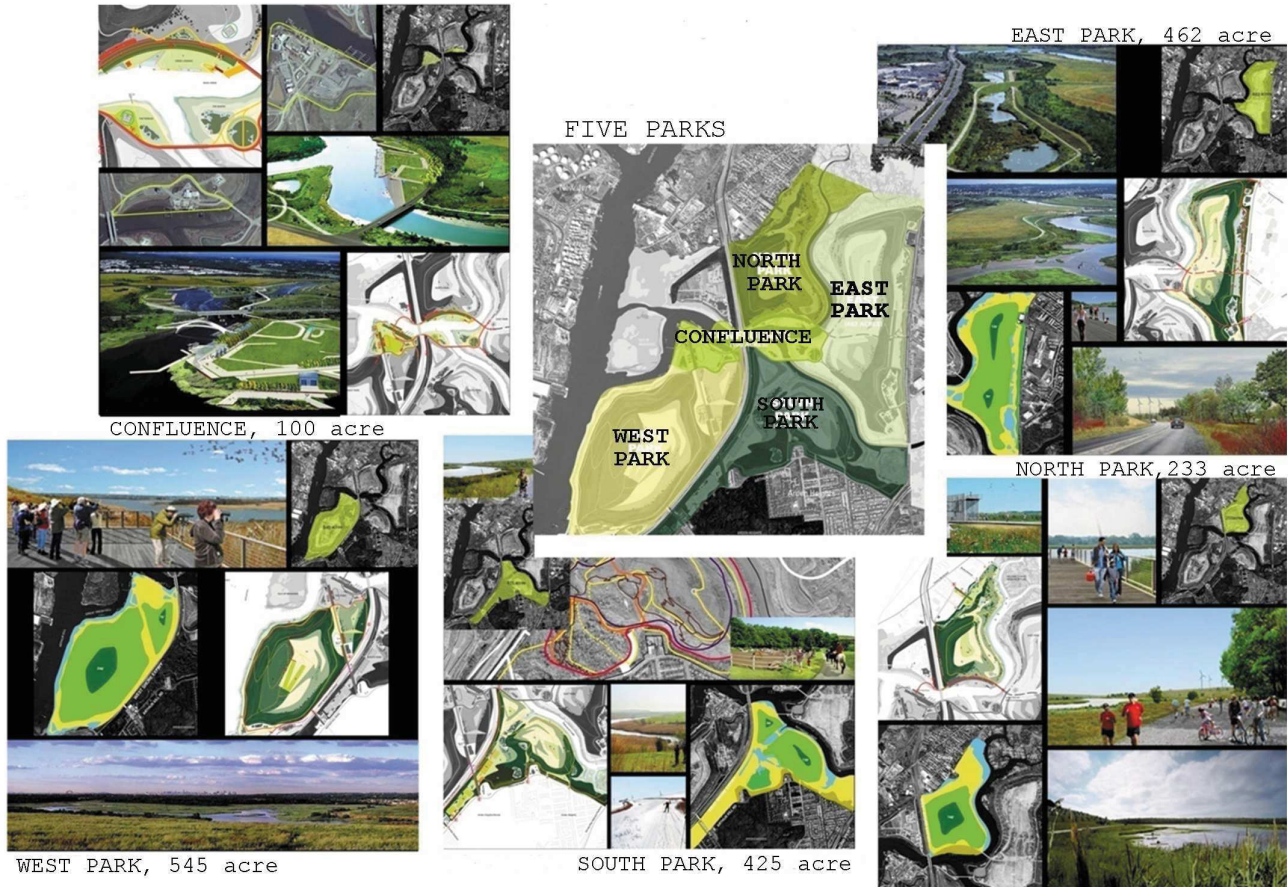 EAST PARK, 462 acre
FIVE PARKS
NORTH
PARK
EAST
PARK
CONFLUENCE
SOUTH
PARK
WEST
PARK
CONFLUENCE, 100 acre
NORTH PARK,233 acre
WEST PARK, 545 acre
SOUTH PARK, 425 acre